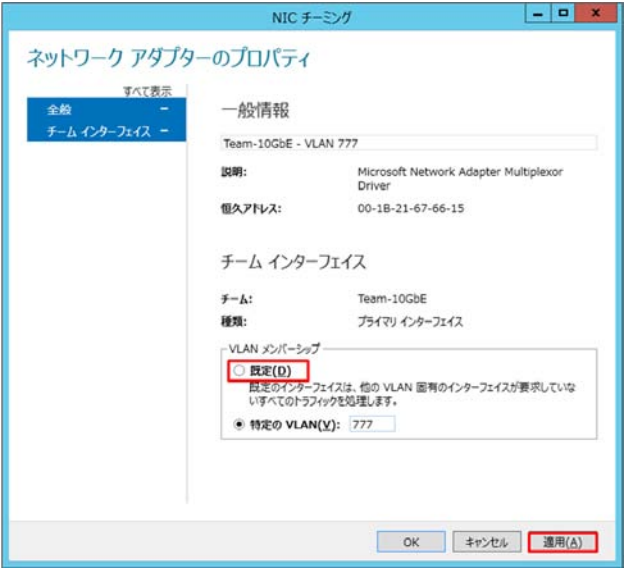 NIC チーミング
ネットワーク アダプターのプロパティ
すべて表示
全般
チーム インターフェイス
一般情報
Team-10GbE - VLAN 777
説明: Microsoft Network Adapter Multiplexor
Driver
恒久アドレス: 00-1B-21-67-66-15
チーム インターフェイス
チーム: Team-10GbE
種類: プライマリ インターフェイス
VLAN メンバーシップ
既定(D)
既定のインターフェイスは、他の VLAN 固有のインターフェイスが要求していな
いすべてのトラフィックを処理します。
特定の VLAN(V): 777
OK キャンセル 適用(A)